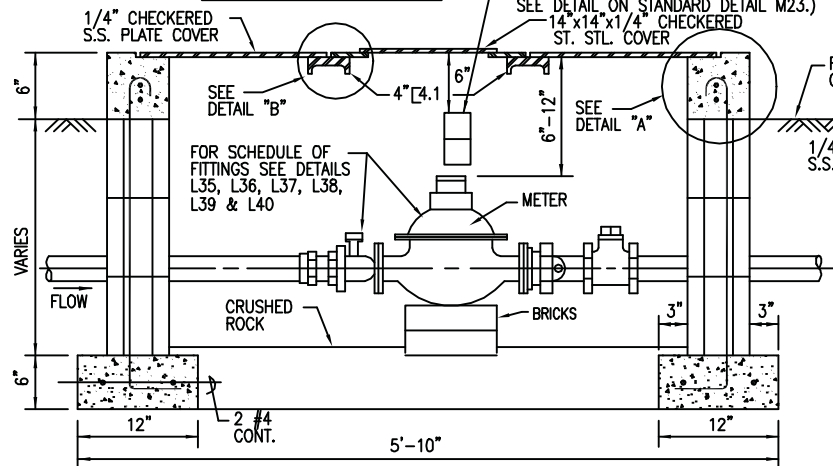 SEE DETAIL ON STANDARD DETAIL M23.)
1/4" CHECKERED
S.S. PLATE COVER
14"x14"x1/4" CHECKERED
ST. STL. COVER
6"
SEE
DETAIL "B"
4"[4.1
6"
6"-12"
SEE
DETAIL "A"
1/4
S.S.
FOR SCHEDULE OF
FITTINGS SEE DETAILS
L35, L36, L37, L38,
L39 & L40
METER
VARIES
FLOW
CRUSHED
ROCK
BRICKS
3"
3"
6"
2 #4
CONT.
12"
12"
5'-10"